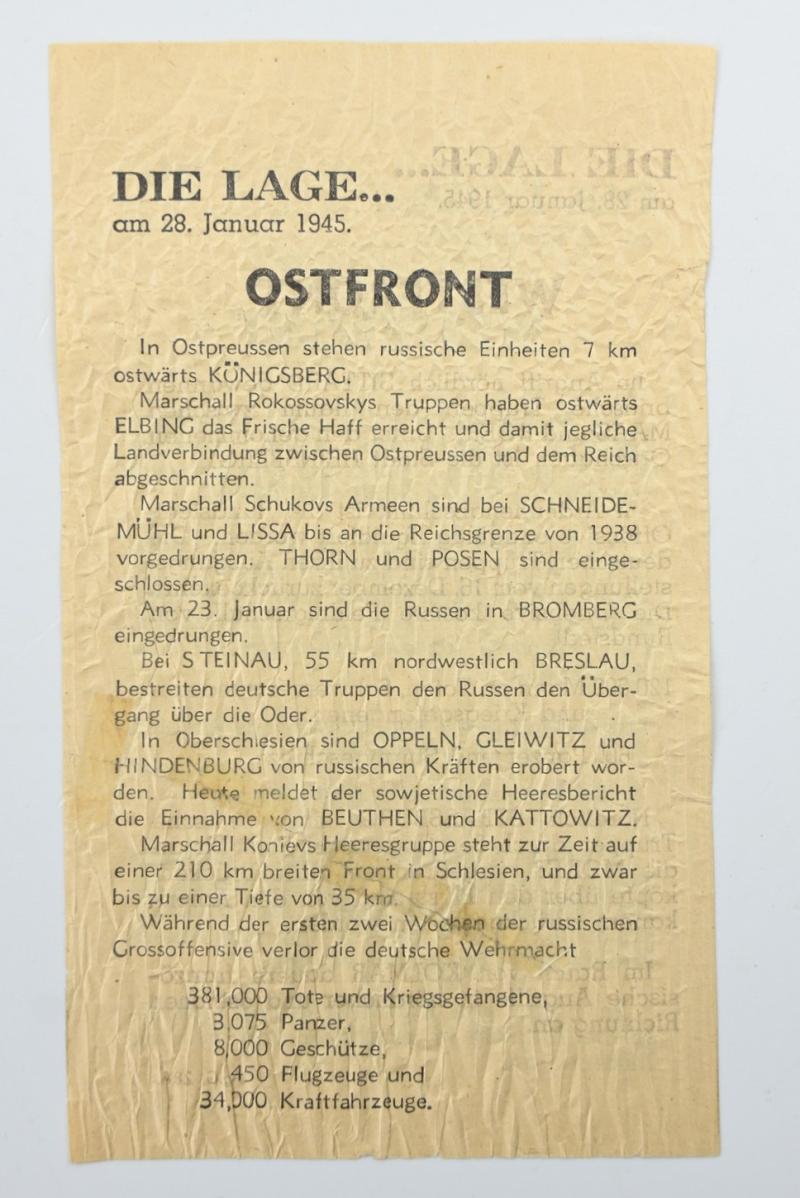 DIE LAGE...
am 28. Januar 1945.
OSTFRONT
In Ostpreussen stehen russische Einheiten 7 km
ostwärts KÖNIGSBERG.
Marschall Rokossovskys Truppen haben ostwärts
ELBING das Frische Haff erreicht und damit jegliche
Landverbindung zwischen Ostpreussen und dem Reich
abgeschnitten.
Marschall Schukovs Armeen sind bei SCHNEIDE-
MÜHL und LISSA bis an die Reichsgrenze von 1938
vorgedrungen. THORN und POSEN sind einge-
schlossen.
Am 23. Januar sind die Russen in BROMBERG
eingedrungen.
Bei STEINAU, 55 km nordwestlich BRESLAU,
bestreiten deutsche Truppen den Russen den Über-
gang über die Oder.
In Oberschlesien sind OPPELN, GLEIWITZ und
HINDENBURG von russischen Kräften erobert wor-
den. Heute meldet der sowjetische Heeresbericht
die Einnahme von BEUTHEN und KATTOWITZ.
Marschall Konievs Heeresgruppe steht zur Zeit auf
einer 210 km breiten Front in Schlesien, und zwar
bis zu einer Tiefe von 35 km.
Während der ersten zwei Wochen der russischen
Grossoffensive verlor die deutsche Wehrmacht
381,000 Tote und Kriegsgefangene,
3,075 Panzer,
8,000 Geschütze,
450 Flugzeuge und
34,000 Kraftfahrzeuge.